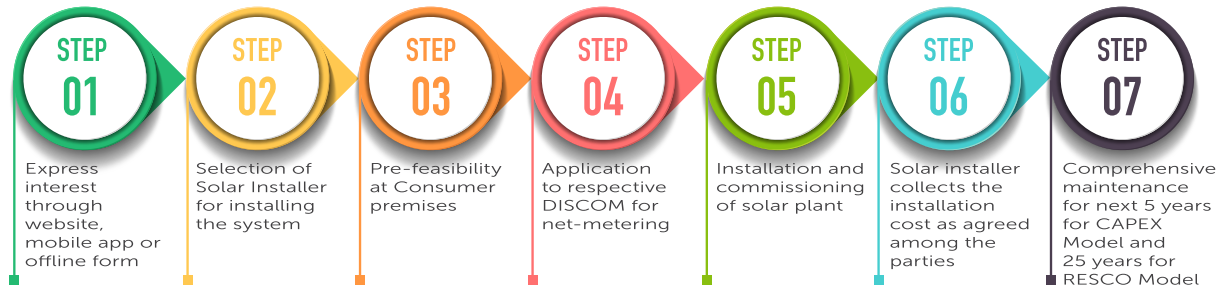 STEP
01
Express
interest
through
website,
mobile app or
offline form
STEP
02
Selection of
Solar Installer
for installing
the system
STEP
03
Pre-feasibility
at Consumer
premises
STEP
04
Application
to respective
DISCOM for
net-metering
STEP
05
Installation and
commissioning
of solar plant
STEP
06
Solar installer
collects the
installation
cost as agreed
among the
parties
STEP
07
Comprehensive
maintenance
for next 5 years
for CAPEX
Model and
25 years for
RESCO Model